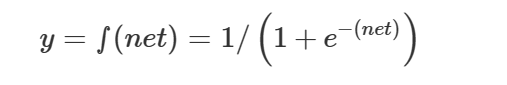 y = ∫(net) = 1/(1 + e^{-(net)})